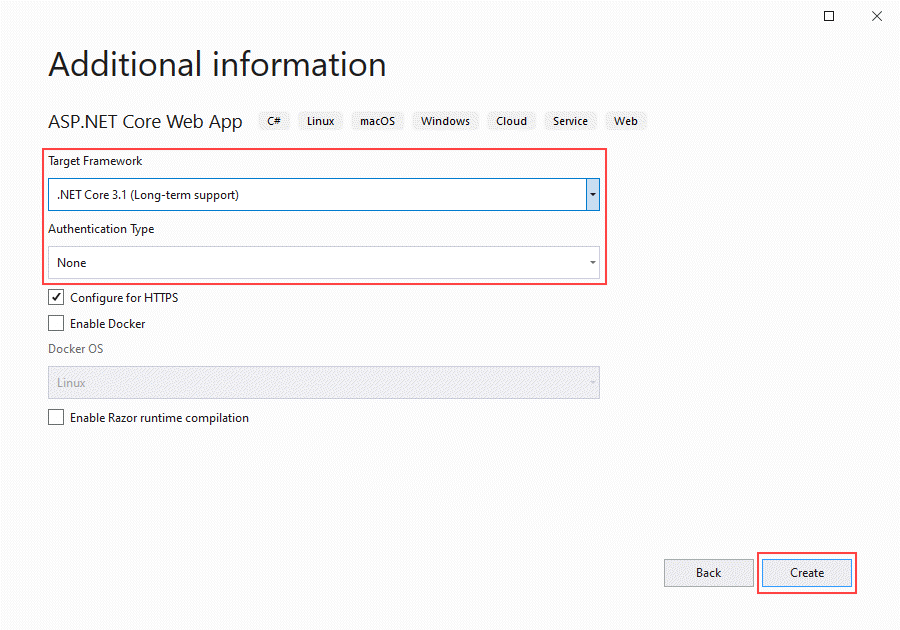 Additional information
ASP.NET Core Web App C# Linux macOS Windows Cloud Service Web
Target Framework
.NET Core 3.1 (Long-term support)
Authentication Type
None
Configure for HTTPS
Enable Docker
Docker OS
Linux
Enable Razor runtime compilation
Back Create